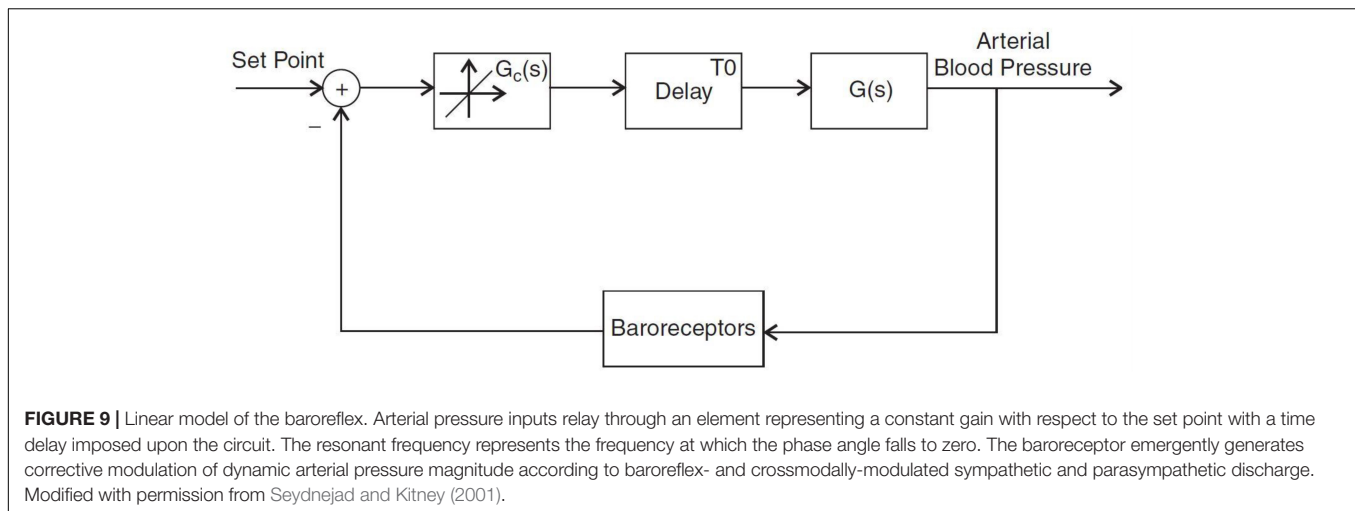 Set Point
+
−
G_c(s)
Delay
T0
G(s)
Arterial
Blood Pressure
Baroreceptors
FIGURE 9 | Linear model of the baroreflex. Arterial pressure inputs relay through an element representing a constant gain with respect to the set point with a time
delay imposed upon the circuit. The resonant frequency represents the frequency at which the phase angle falls to zero. The baroreceptor emergently generates
corrective modulation of dynamic arterial pressure magnitude according to baroreflex- and crossmodally-modulated sympathetic and parasympathetic discharge.
Modified with permission from Seydnejad and Kitney (2001).